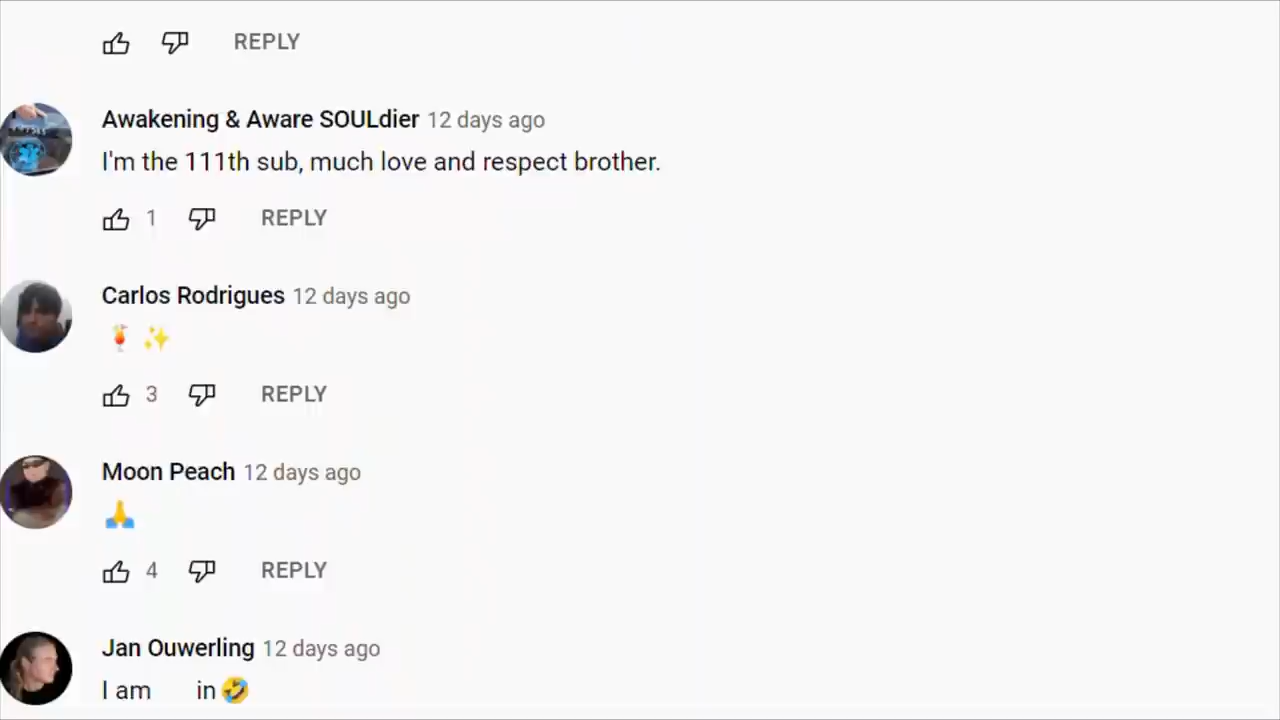 REPLY
Awakening & Aware SOULdier 12 days ago
I'm the 111th sub, much love and respect brother.
1 REPLY
Carlos Rodrigues 12 days ago
🍹 ✨
3 REPLY
Moon Peach 12 days ago
🙏
4 REPLY
Jan Ouwerling 12 days ago
I am in🤣